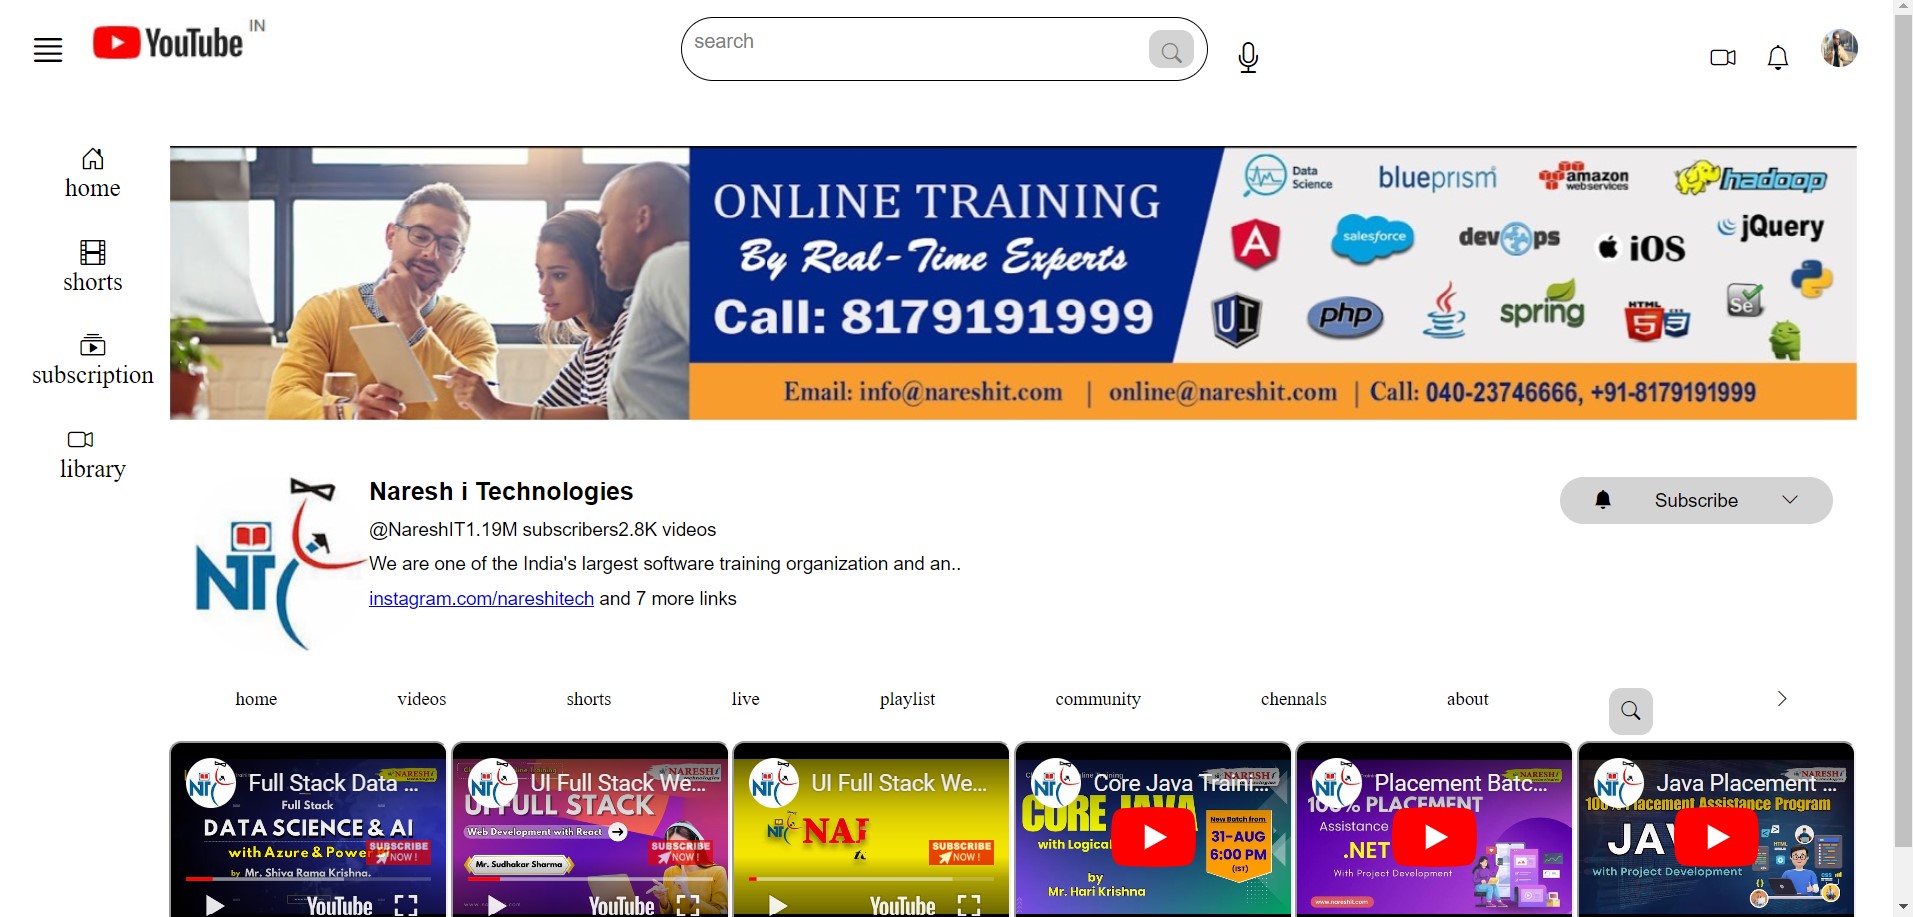 YouTube IN
search
home
shorts
subscription
library
ONLINE TRAINING
By Real-Time Experts
Call: 8179191999
Data Science
blueprism
amazon webservices
hadoop
salesforce
devops
iOS
jQuery
UI
php
Java
spring
HTML CSS
5 3
Se
Email: info@nareshit.com | online@nareshit.com | Call: 040-23746666, +91-8179191999
Naresh i Technologies
@NareshIT1.19M subscribers2.8K videos
We are one of the India's largest software training organization and an..
instagram.com/nareshitech and 7 more links
Subscribe
home videos shorts live playlist community chennals about
Full Stack Data ...
Full Stack
DATA SCIENCE & AI
with Azure & Power
by Mr. Shiva Rama Krishna.
SUBSCRIBE NOW !
YouTube
UI Full Stack We...
UI FULL STACK
Web Development with React
Mr. Sudhakar Sharma
SUBSCRIBE NOW !
YouTube
UI Full Stack We...
NAR
SUBSCRIBE NOW !
YouTube
Core Java Traini...
CORE JAVA
with Logical
by
Mr. Hari Krishna
New Batch from
31-AUG
6:00 PM
(IST)
Placement Batc...
100% PLACEMENT
Assistance
.NET
With Project Development
www.nareshit.com
Java Placement ...
100% Placement Assistance Program
JAV
with Project Development